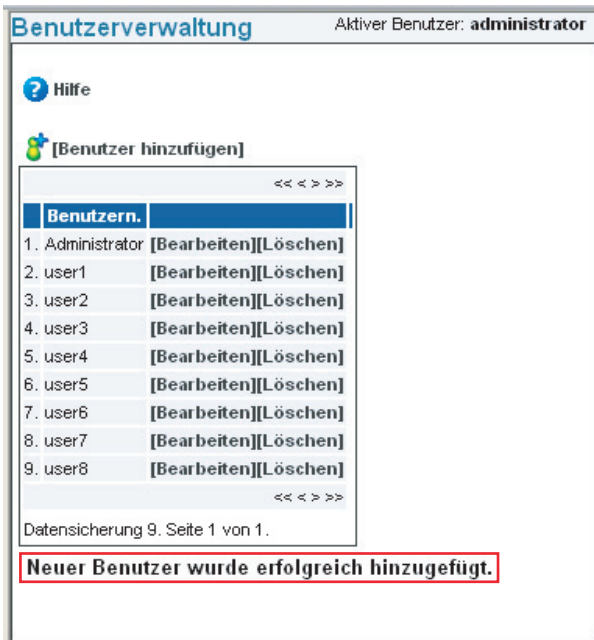 Benutzerverwaltung Aktiver Benutzer: administrator
Hilfe
[Benutzer hinzufügen]
<< < > >>
Benutzern.
1. Administrator [Bearbeiten][Löschen]
2. user1 [Bearbeiten][Löschen]
3. user2 [Bearbeiten][Löschen]
4. user3 [Bearbeiten][Löschen]
5. user4 [Bearbeiten][Löschen]
6. user5 [Bearbeiten][Löschen]
7. user6 [Bearbeiten][Löschen]
8. user7 [Bearbeiten][Löschen]
9. user8 [Bearbeiten][Löschen]
<< < > >>
Datensicherung 9. Seite 1 von 1.
Neuer Benutzer wurde erfolgreich hinzugefügt.